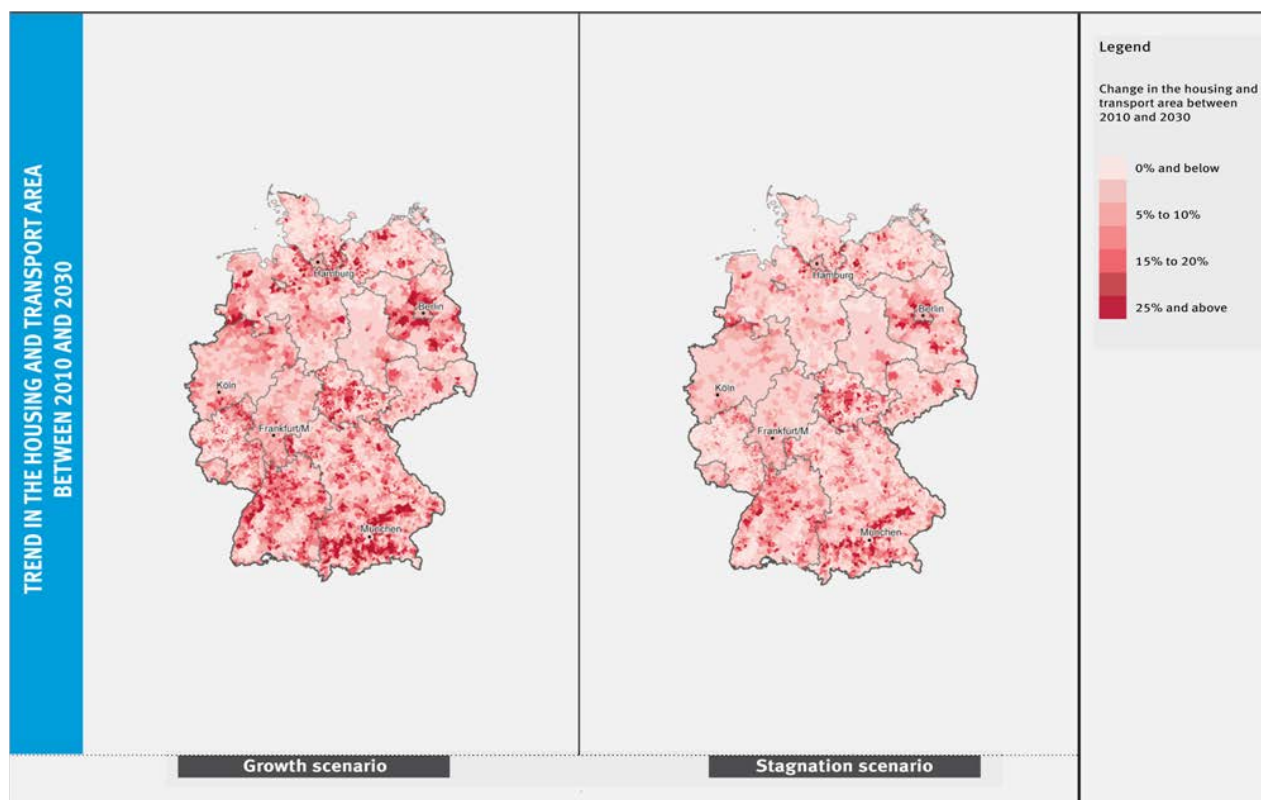 TREND IN THE HOUSING AND TRANSPORT AREA
BETWEEN 2010 AND 2030
Hamburg
Berlin
Köln
Frankfurt/M
München
Growth scenario
Hamburg
Berlin
Köln
Frankfurt/M
München
Stagnation scenario
Legend
Change in the housing and
transport area between
2010 and 2030
0% and below
5% to 10%
15% to 20%
25% and above